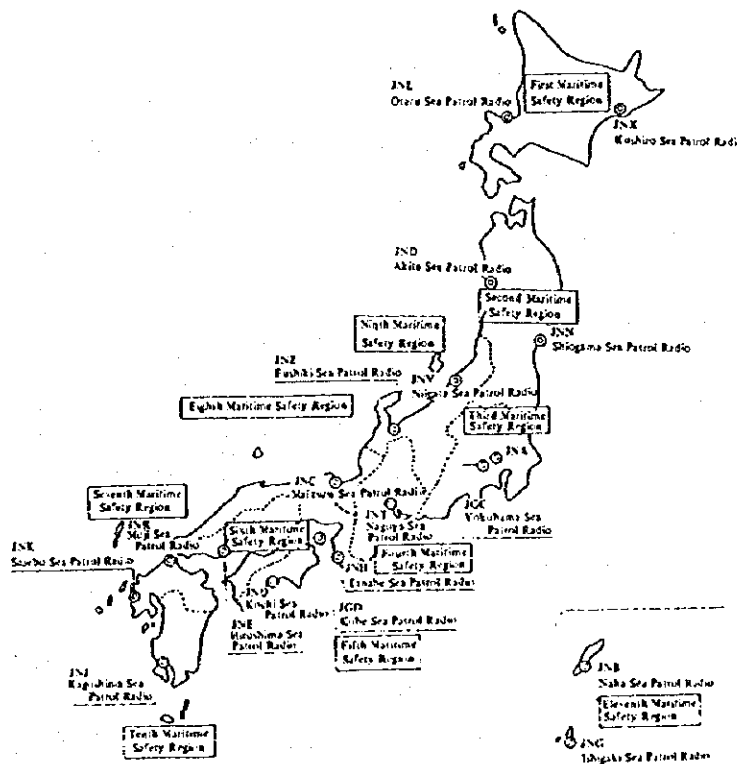 JNL
Otaru Sea Patrol Radio
First Maritime
Safety Region
JNX
Kushiro Sea Patrol Radi
JND
Akita Sea Patrol Radio
Second Maritime
Safety Region
JNN
Shiogama Sea Patrol Radio
Ninth Maritime
Safety Region
JNZ
Fushiki Sea Patrol Radio
JNV
Niigata Sea Patrol Radio
Eighth Maritime Safety Region
Third Maritime
Safety Region
JNA
JNC
Maizuru Sea Patrol Radio
JGC
Yokohama Sea
Patrol Radio
JNT
Nagoya Sea
Patrol Radio
Seventh Maritime
Safety Region
JNR
Moji Sea
Patrol Radio
Sixth Maritime
Safety Region
JNK
Sasebo Sea Patrol Radio
Fourth Maritime
Safety Region
JNH
Tanabe Sea Patrol Radio
JNO
Kochi Sea
Patrol Radio
JNE
Hiroshima Sea
Patrol Radio
JGD
Kobe Sea Patrol Radio
Fifth Maritime
Safety Region
JNJ
Kagoshima Sea
Patrol Radio
Tenth Maritime
Safety Region
JNB
Naha Sea Patrol Radio
Eleventh Maritime
Safety Region
JNG
Ishigaki Sea Patrol Radio